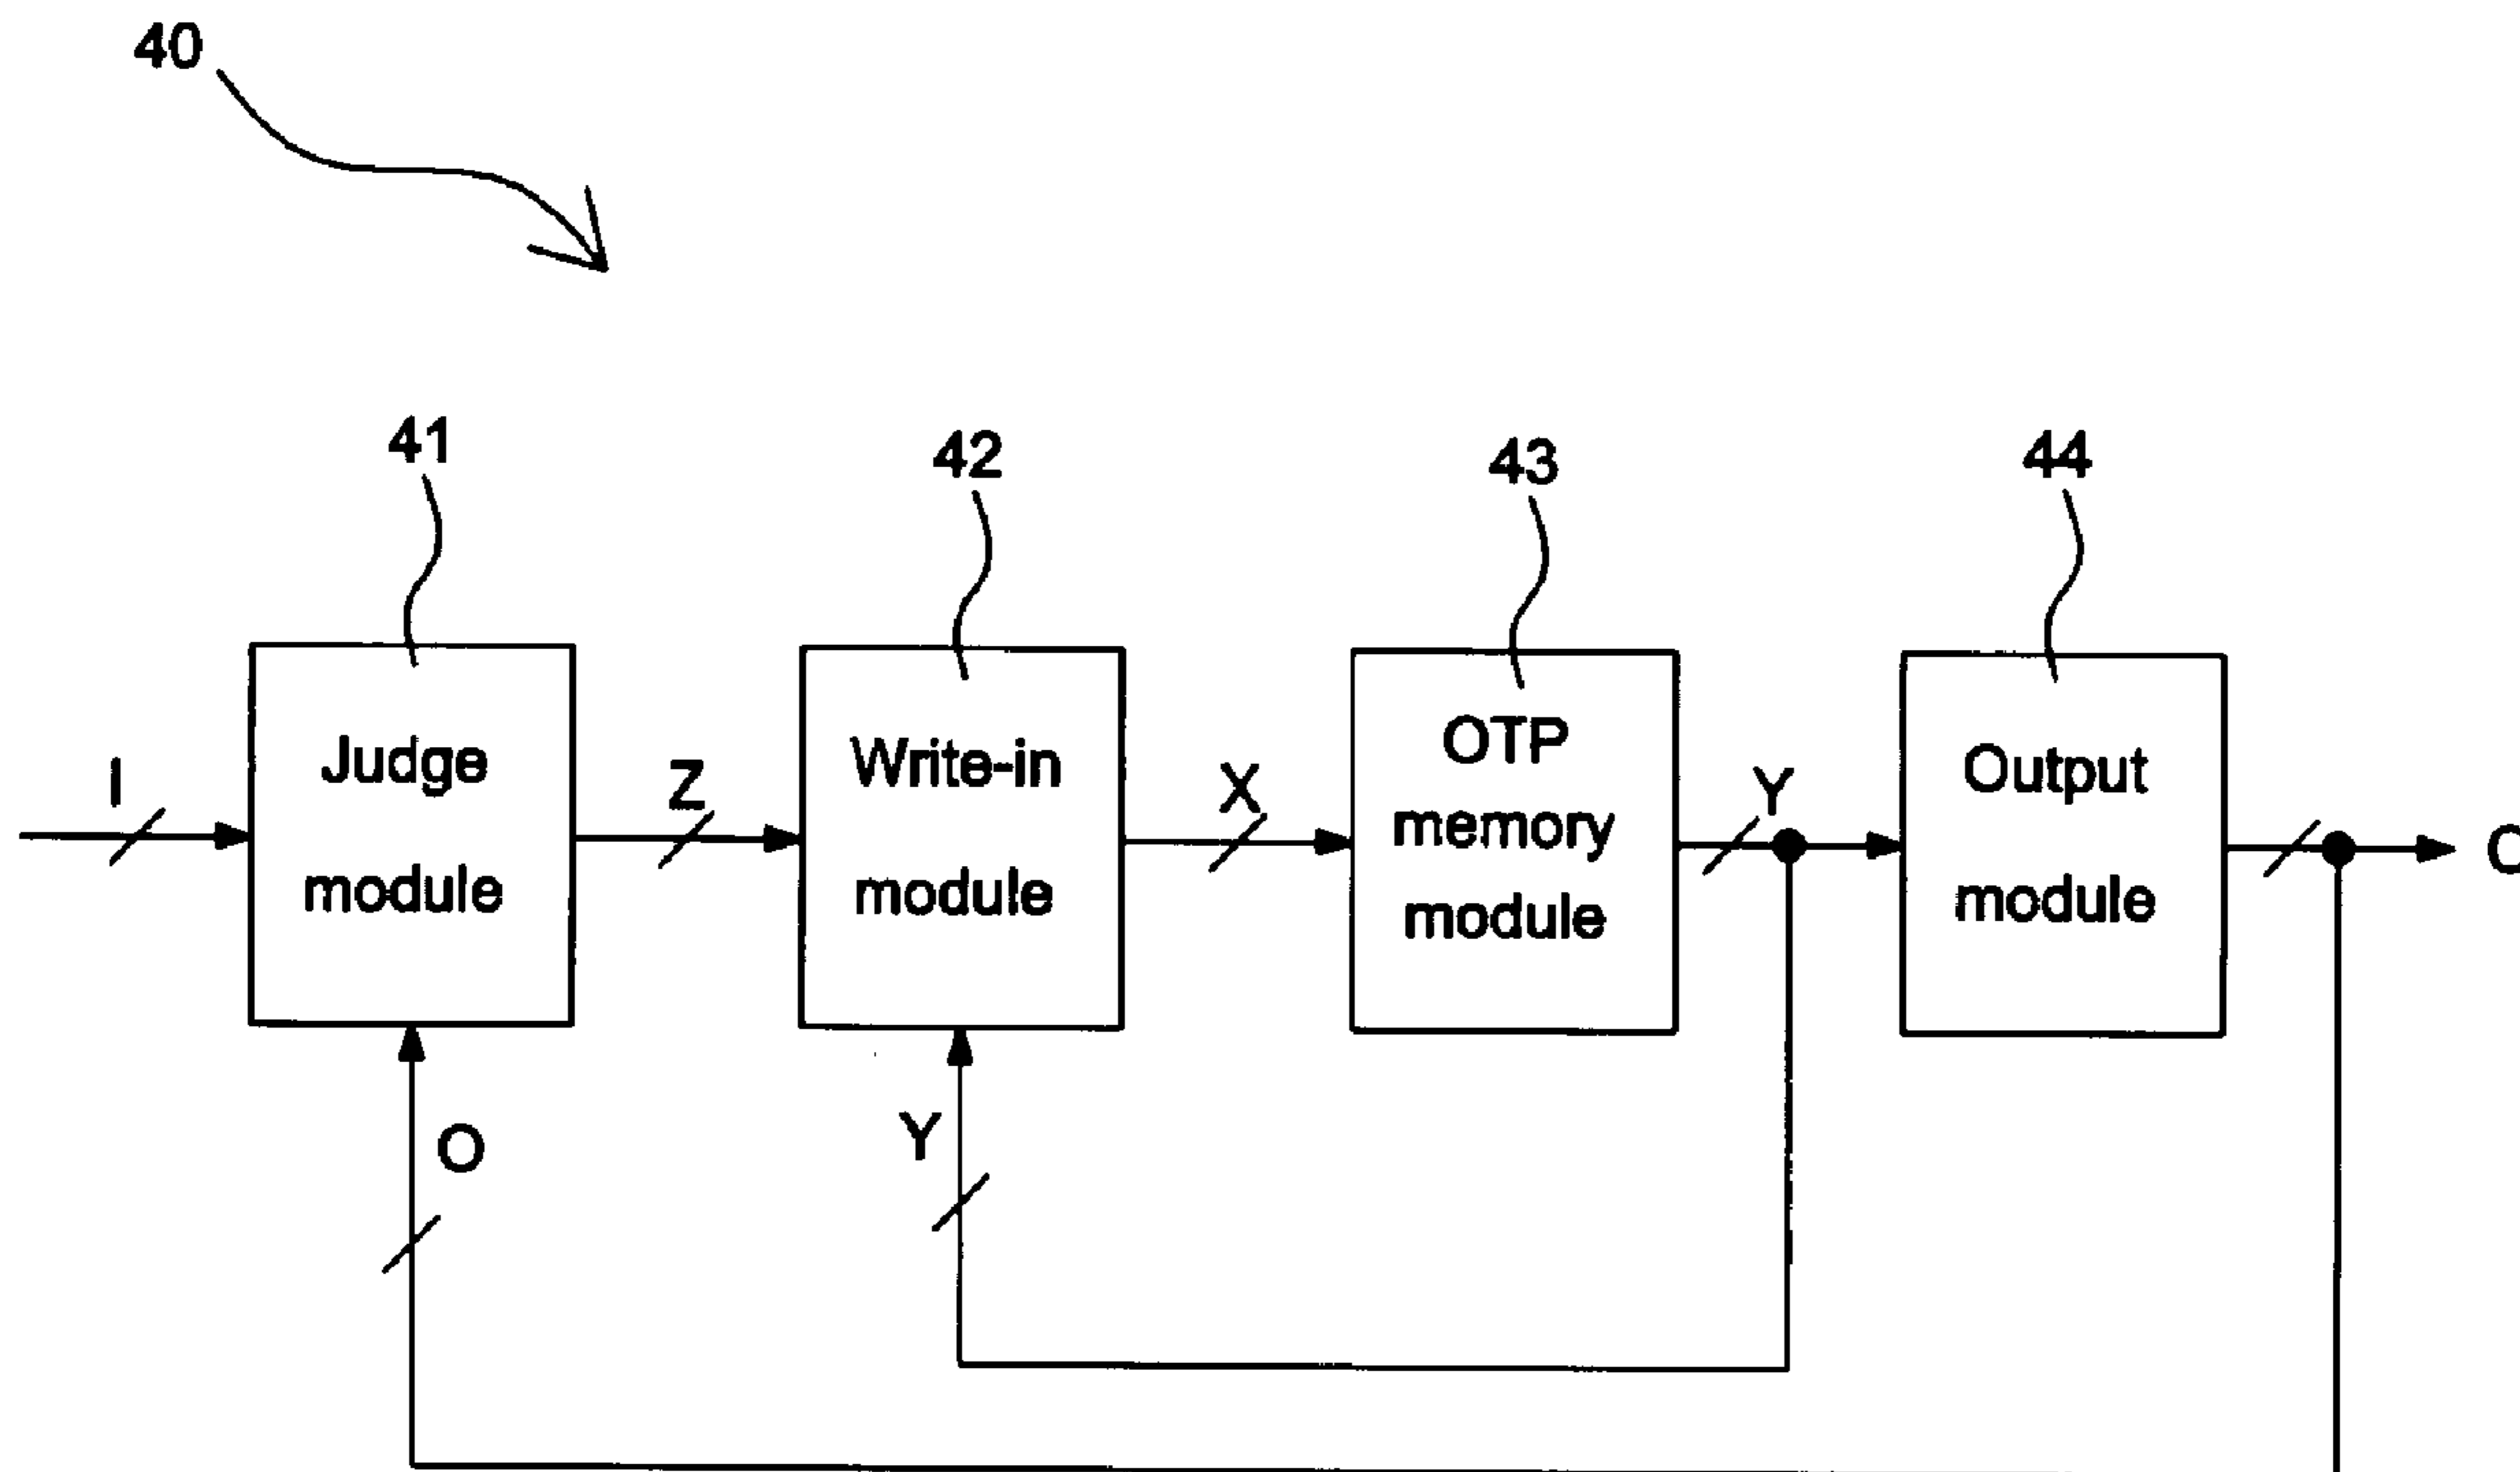 40
41
42
43
44
I
Judge
module
Z
Write-in
module
X
OTP
memory
module
Y
Output
module
O
Y